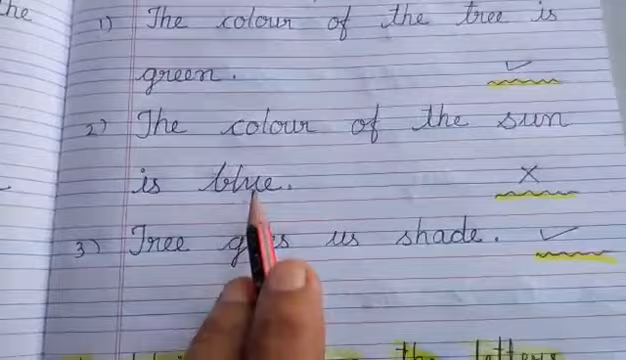 the
1) The colour of the tree is
green. ✓
2) The colour of the sun
is blue. ×
3) Tree gives us shade. ✓
the letters